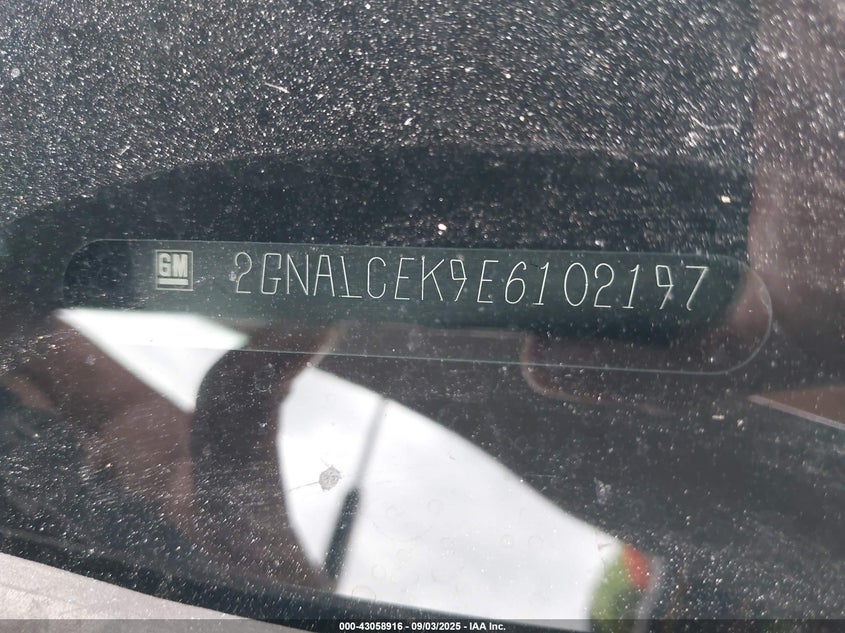 GM 2GNALCEK9E6102197
000-43058916 - 09/03/2025 - IAA Inc.